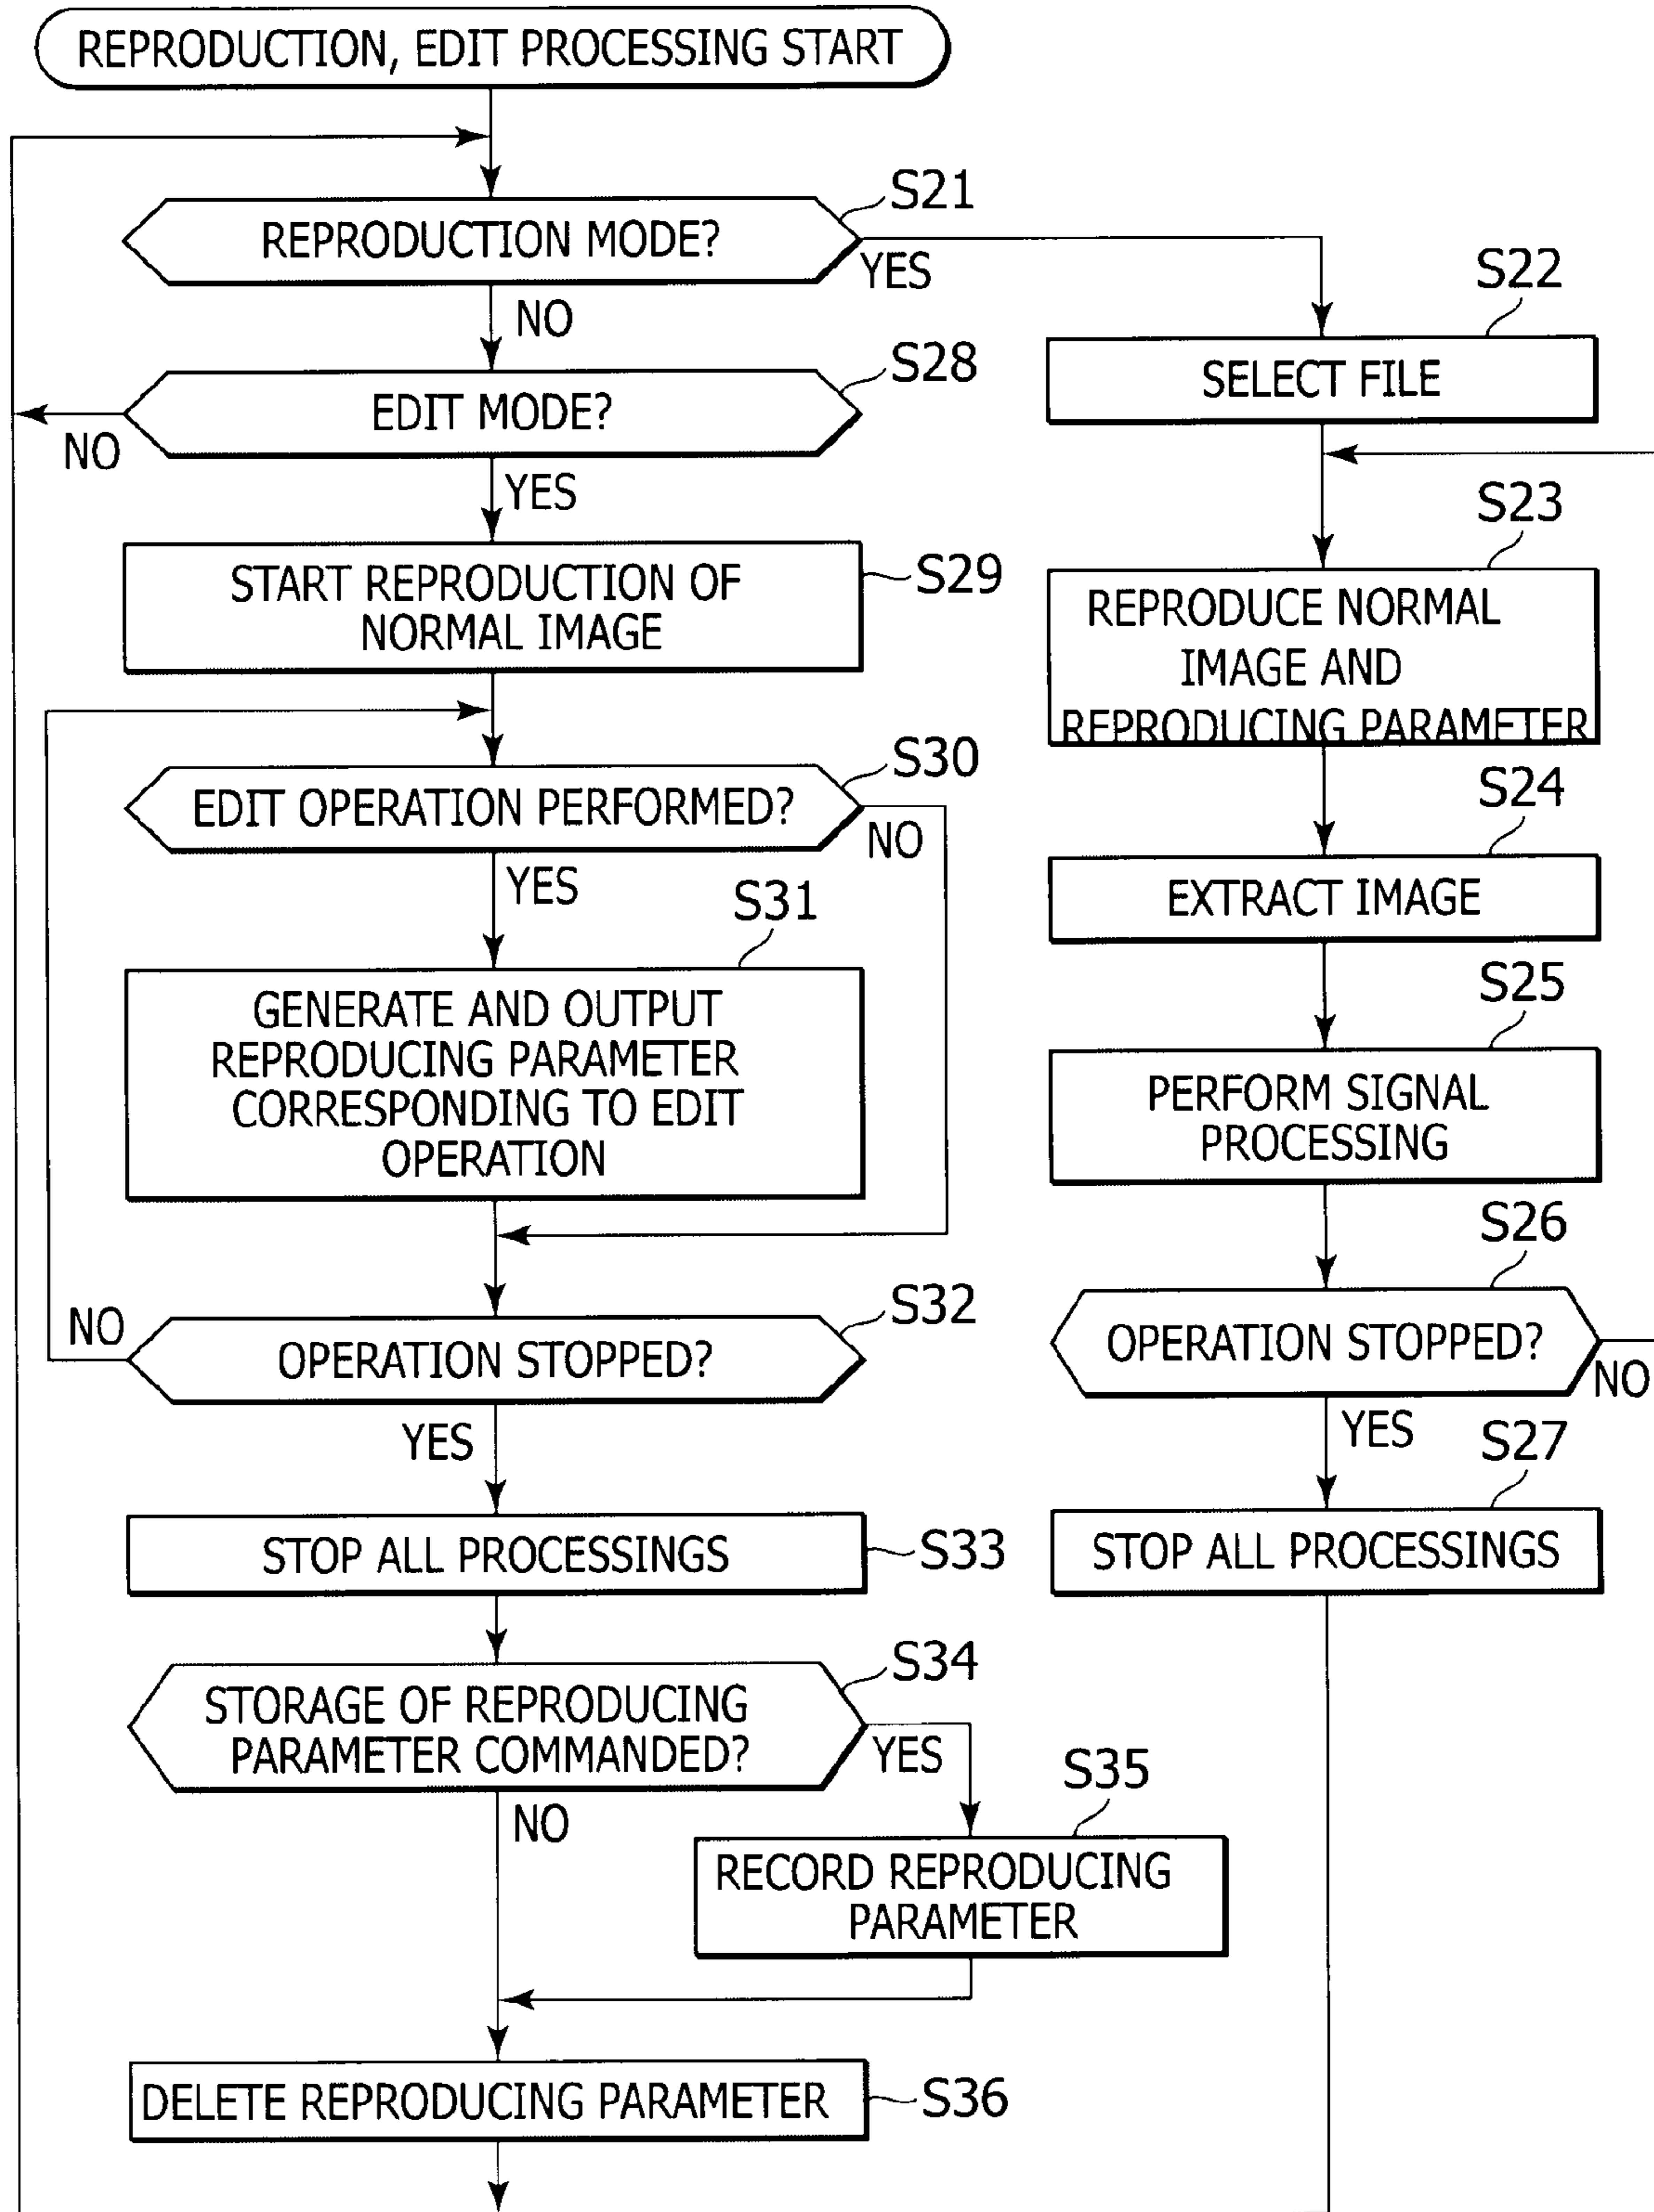 REPRODUCTION, EDIT PROCESSING START
S21
REPRODUCTION MODE?
YES
NO
S28
EDIT MODE?
NO
YES
S29
START REPRODUCTION OF
NORMAL IMAGE
S30
EDIT OPERATION PERFORMED?
NO
YES
S31
GENERATE AND OUTPUT
REPRODUCING PARAMETER
CORRESPONDING TO EDIT
OPERATION
S32
NO
OPERATION STOPPED?
YES
STOP ALL PROCESSINGS
S33
S34
STORAGE OF REPRODUCING
PARAMETER COMMANDED?
YES
NO
S35
RECORD REPRODUCING
PARAMETER
DELETE REPRODUCING PARAMETER
S36
S22
SELECT FILE
S23
REPRODUCE NORMAL
IMAGE AND
REPRODUCING PARAMETER
S24
EXTRACT IMAGE
S25
PERFORM SIGNAL
PROCESSING
S26
OPERATION STOPPED?
NO
YES
S27
STOP ALL PROCESSINGS